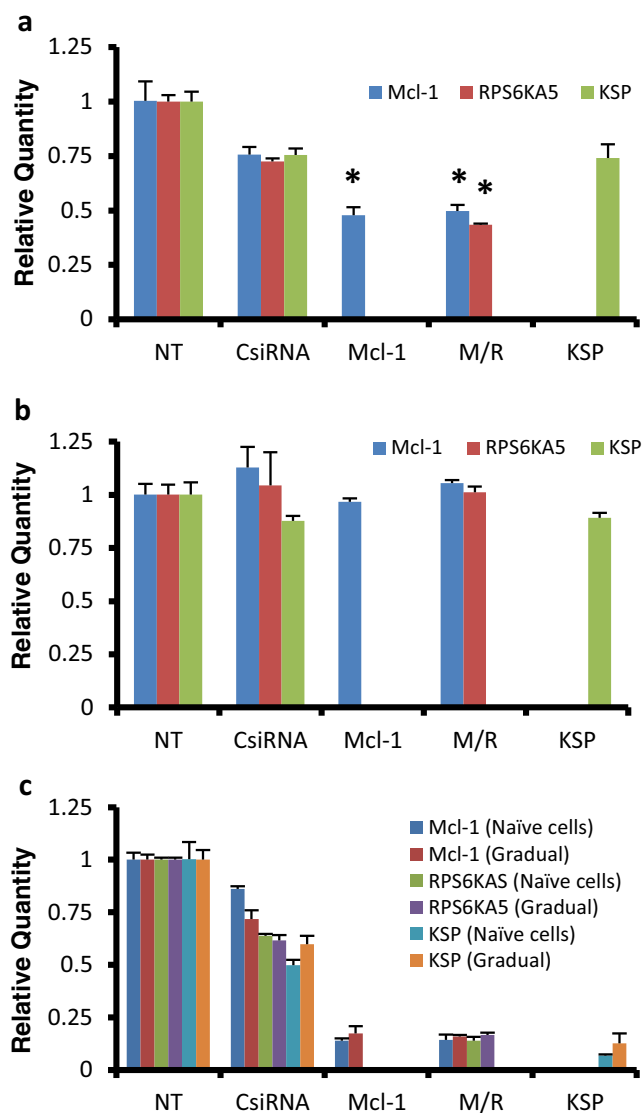 a
Relative Quantity
1.25
1
0.75
0.5
0.25
0
Mcl-1 RPS6KA5 KSP
*
* *
NT CsiRNA Mcl-1 M/R KSP
b
Relative Quantity
1.25
1
0.75
0.5
0.25
0
Mcl-1 RPS6KA5 KSP
NT CsiRNA Mcl-1 M/R KSP
c
Relative Quantity
1.25
1
0.75
0.5
0.25
0
Mcl-1 (Naïve cells)
Mcl-1 (Gradual)
RPS6KAS (Naïve cells)
RPS6KA5 (Gradual)
KSP (Naïve cells)
KSP (Gradual)
NT CsiRNA Mcl-1 M/R KSP